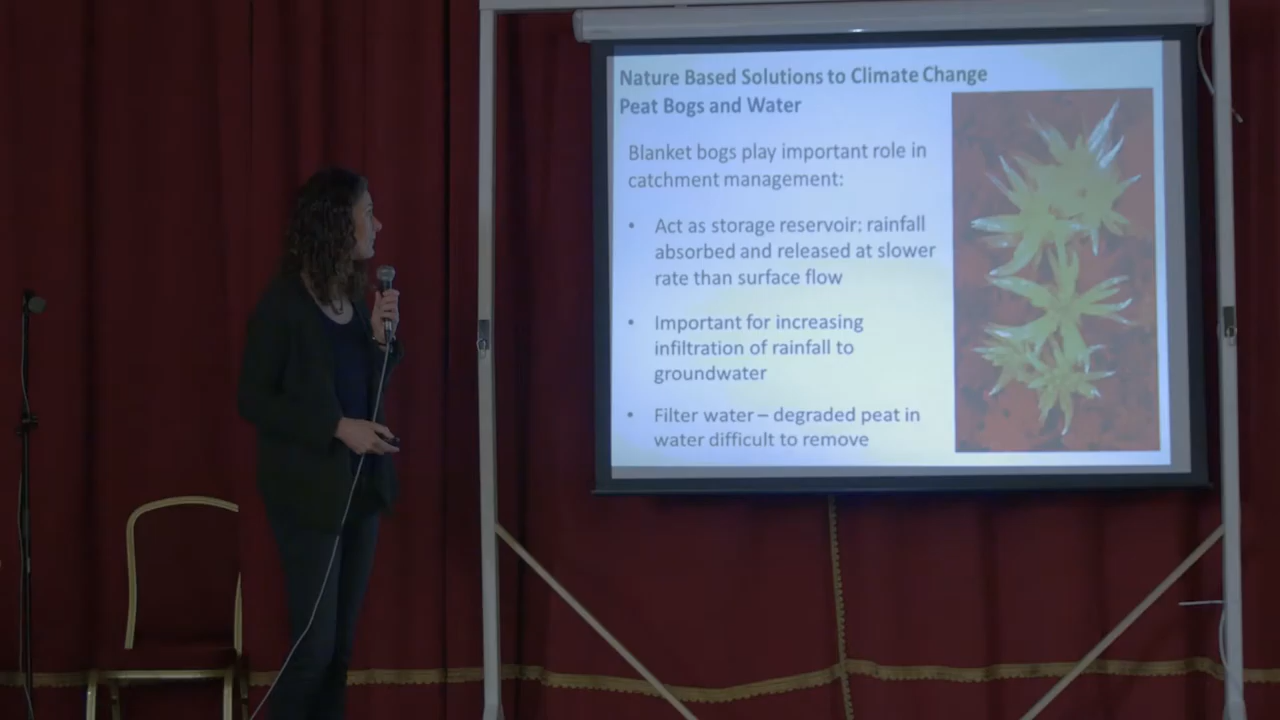 Nature Based Solutions to Climate Change
Peat Bogs and Water
Blanket bogs play important role in
catchment management:
• Act as storage reservoir: rainfall
absorbed and released at slower
rate than surface flow
• Important for increasing
infiltration of rainfall to
groundwater
• Filter water – degraded peat in
water difficult to remove